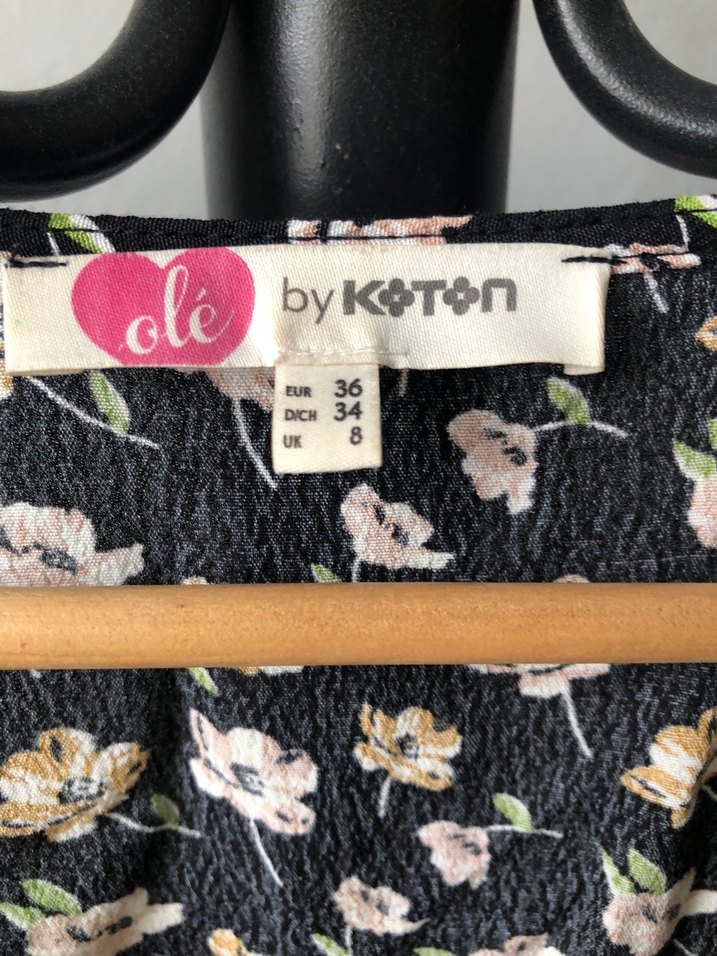 olé by KOTON
EUR 36
D/CH 34
UK 8